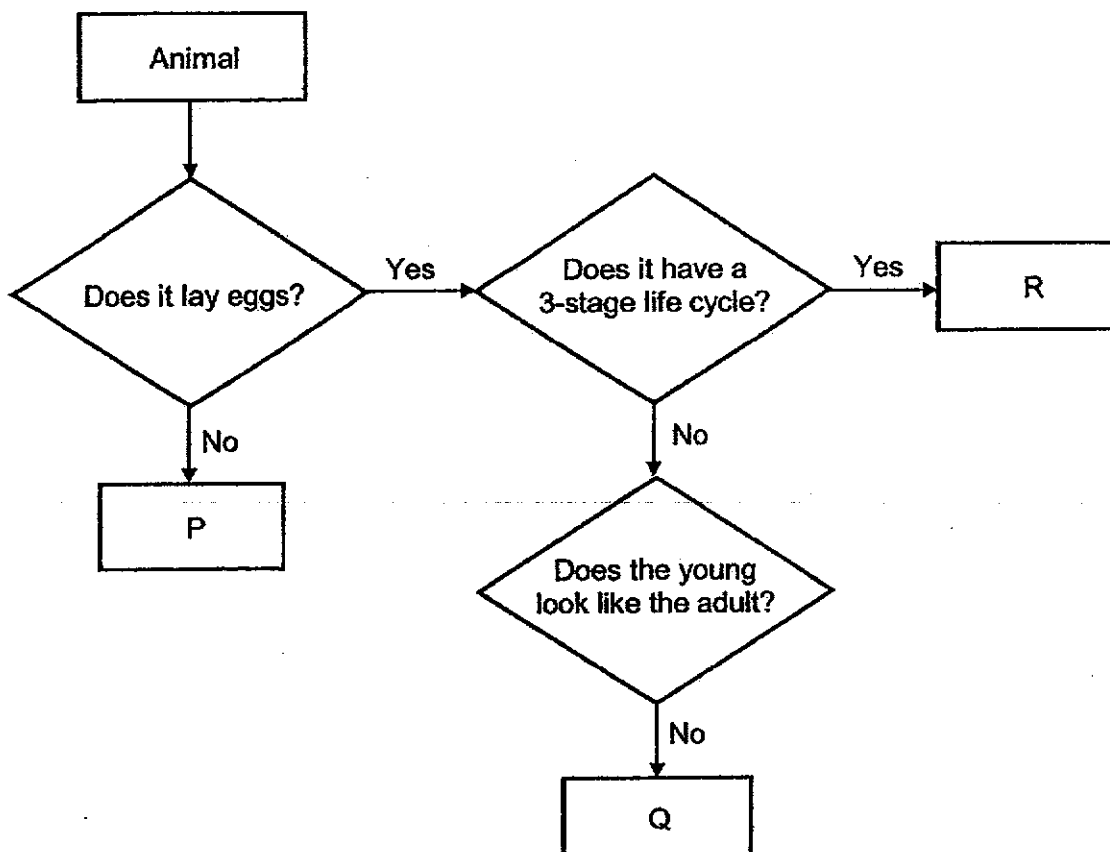 Animal
Does it lay eggs?
Yes
Does it have a
3-stage life cycle?
Yes
R
No
P
No
Does the young
look like the adult?
No
Q